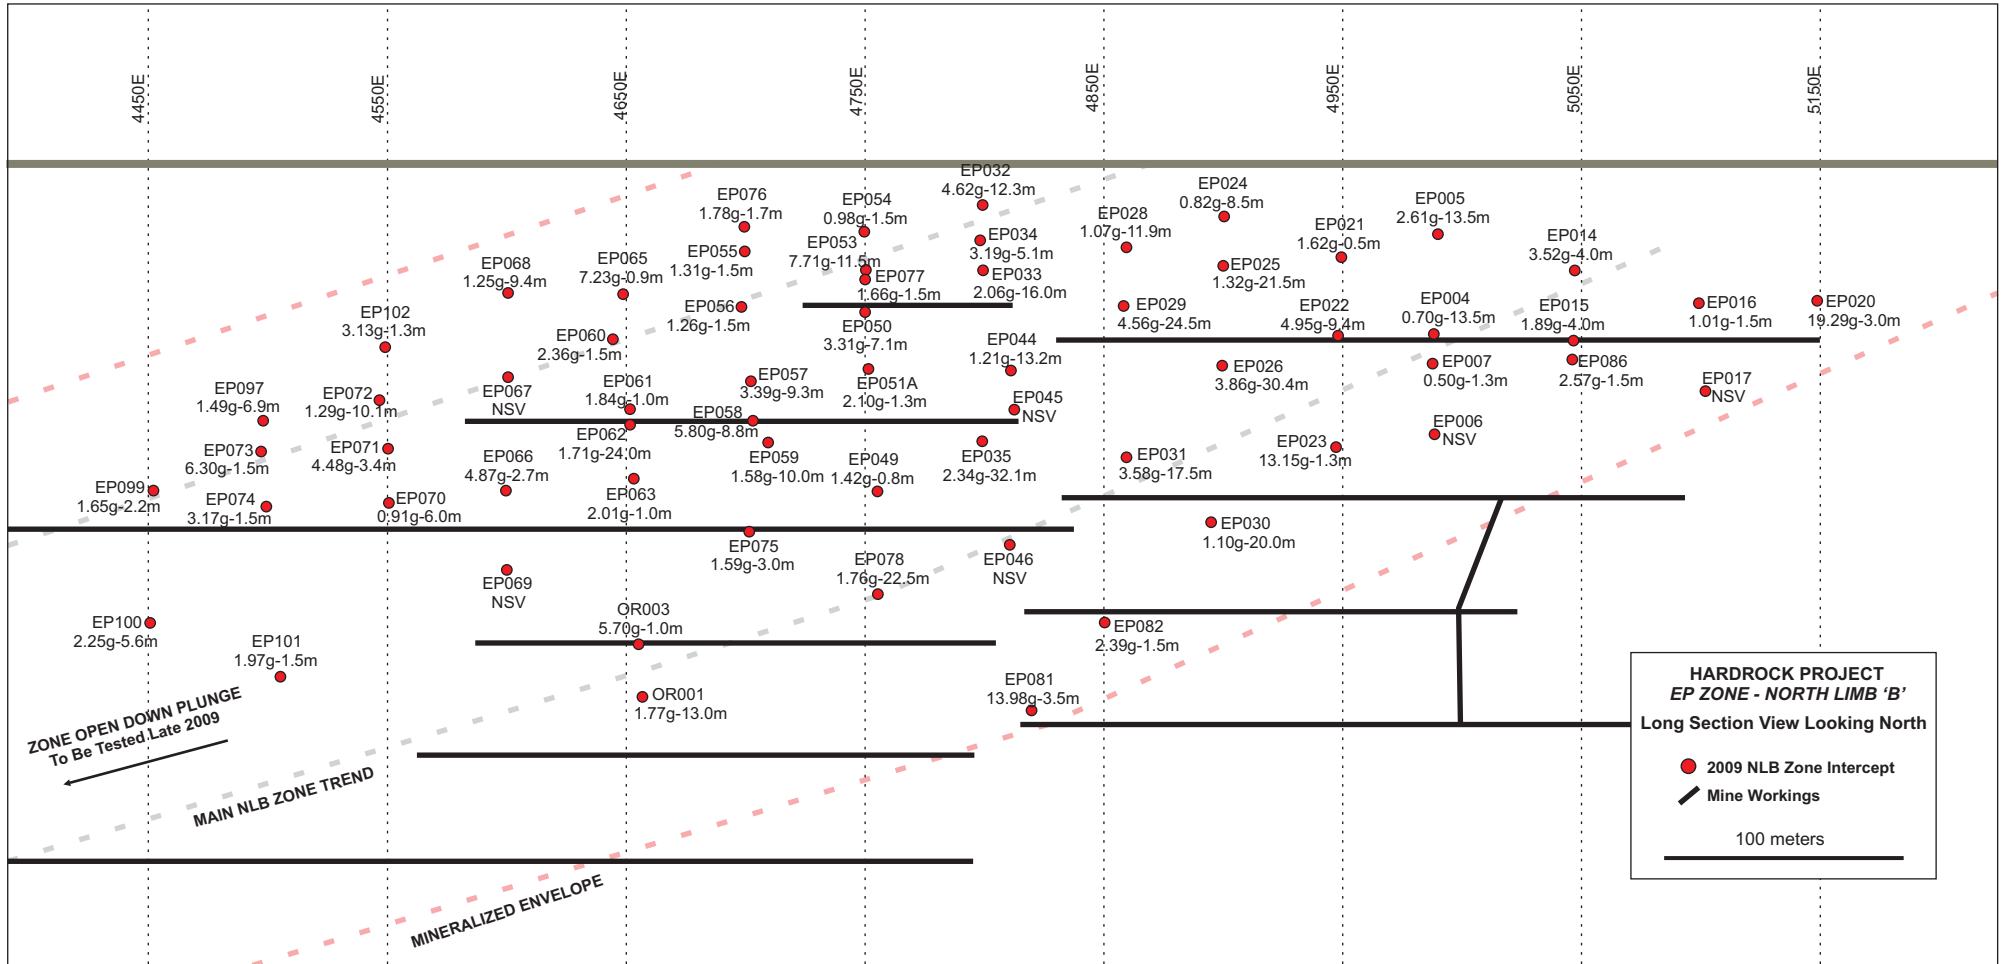 4450E
4550E
4650E
4750E
4850E
4950E
5050E
5150E
EP032
4.62g-12.3m
EP076
1.78g-1.7m
EP054
0.98g-1.5m
EP024
0.82g-8.5m
EP005
2.61g-13.5m
EP028
1.07g-11.9m
EP021
1.62g-0.5m
EP014
3.52g-4.0m
EP034
3.19g-5.1m
EP053
7.71g-11.5m
EP055
1.31g-1.5m
EP065
7.23g-0.9m
EP068
1.25g-9.4m
EP077
1.66g-1.5m
EP033
2.06g-16.0m
EP025
1.32g-21.5m
EP102
3.13g-1.3m
EP056
1.26g-1.5m
EP029
4.56g-24.5m
EP022
4.95g-9.4m
EP004
0.70g-13.5m
EP015
1.89g-4.0m
EP016
1.01g-1.5m
EP020
19.29g-3.0m
EP060
2.36g-1.5m
EP050
3.31g-7.1m
EP044
1.21g-13.2m
EP026
3.86g-30.4m
EP007
0.50g-1.3m
EP086
2.57g-1.5m
EP017
NSV
EP097
1.49g-6.9m
EP072
1.29g-10.1m
EP067
NSV
EP061
1.84g-1.0m
EP057
3.39g-9.3m
EP051A
2.10g-1.3m
EP045
NSV
EP058
5.80g-8.8m
EP006
NSV
EP073
6.30g-1.5m
EP071
4.48g-3.4m
EP062
1.71g-24.0m
EP059
1.58g-10.0m
EP049
1.42g-0.8m
EP035
2.34g-32.1m
EP031
3.58g-17.5m
EP023
13.15g-1.3m
EP066
4.87g-2.7m
EP099
1.65g-2.2m
EP074
3.17g-1.5m
EP070
0.91g-6.0m
EP063
2.01g-1.0m
EP030
1.10g-20.0m
EP075
1.59g-3.0m
EP078
1.76g-22.5m
EP046
NSV
EP069
NSV
OR003
5.70g-1.0m
EP100
2.25g-5.6m
EP101
1.97g-1.5m
EP082
2.39g-1.5m
EP081
13.98g-3.5m
OR001
1.77g-13.0m
ZONE OPEN DOWN PLUNGE
To Be Tested Late 2009
MAIN NLB ZONE TREND
MINERALIZED ENVELOPE
HARDROCK PROJECT
EP ZONE - NORTH LIMB ‘B’
Long Section View Looking North
2009 NLB Zone Intercept
Mine Workings
100 meters